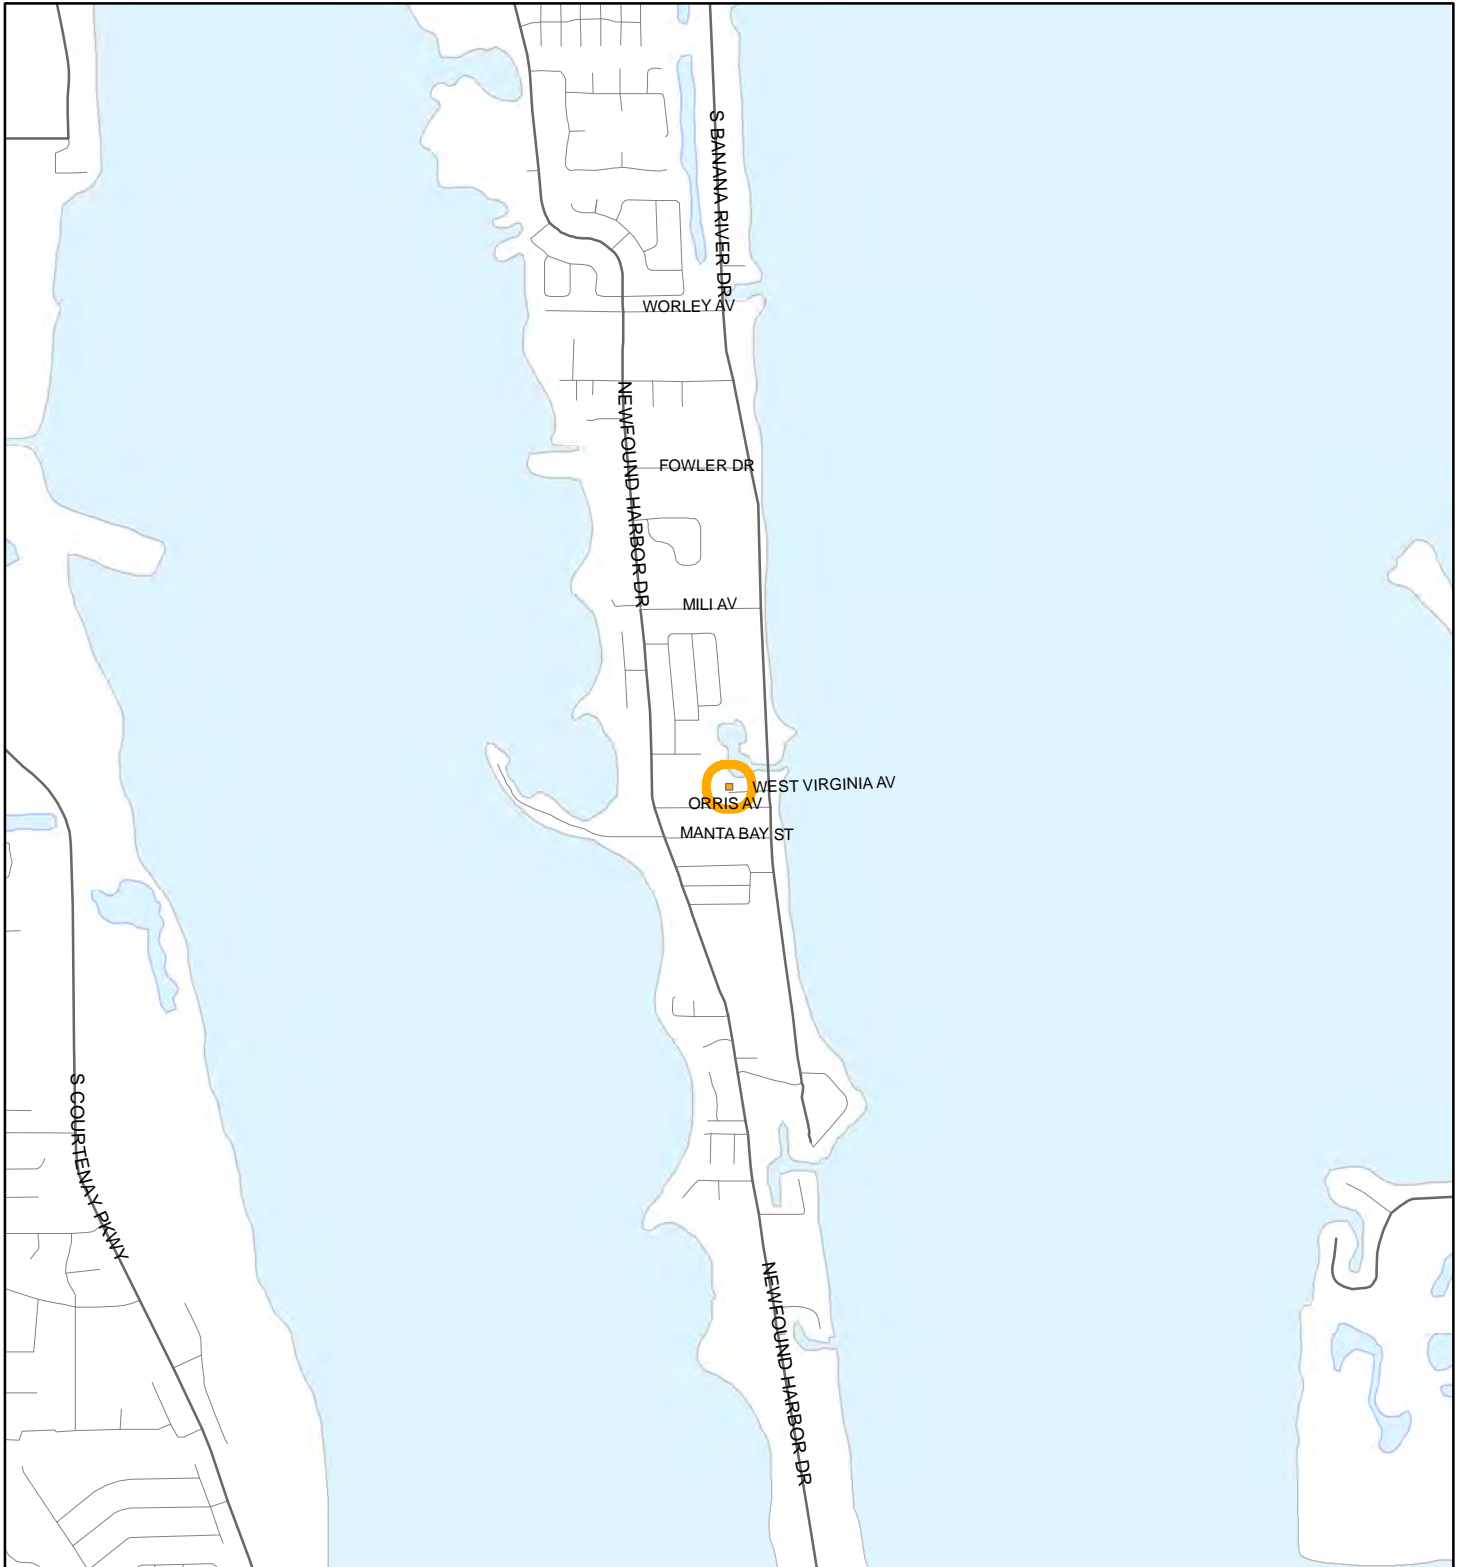 S BANANA RIVER DR
WORLEY AV
NEWFOUND HARBOR DR
FOWLER DR
MILI AV
WEST VIRGINIA AV
ORRIS AV
MANTA BAY ST
S COURTENAY PKWY
NEWFOUND HARBOR DR